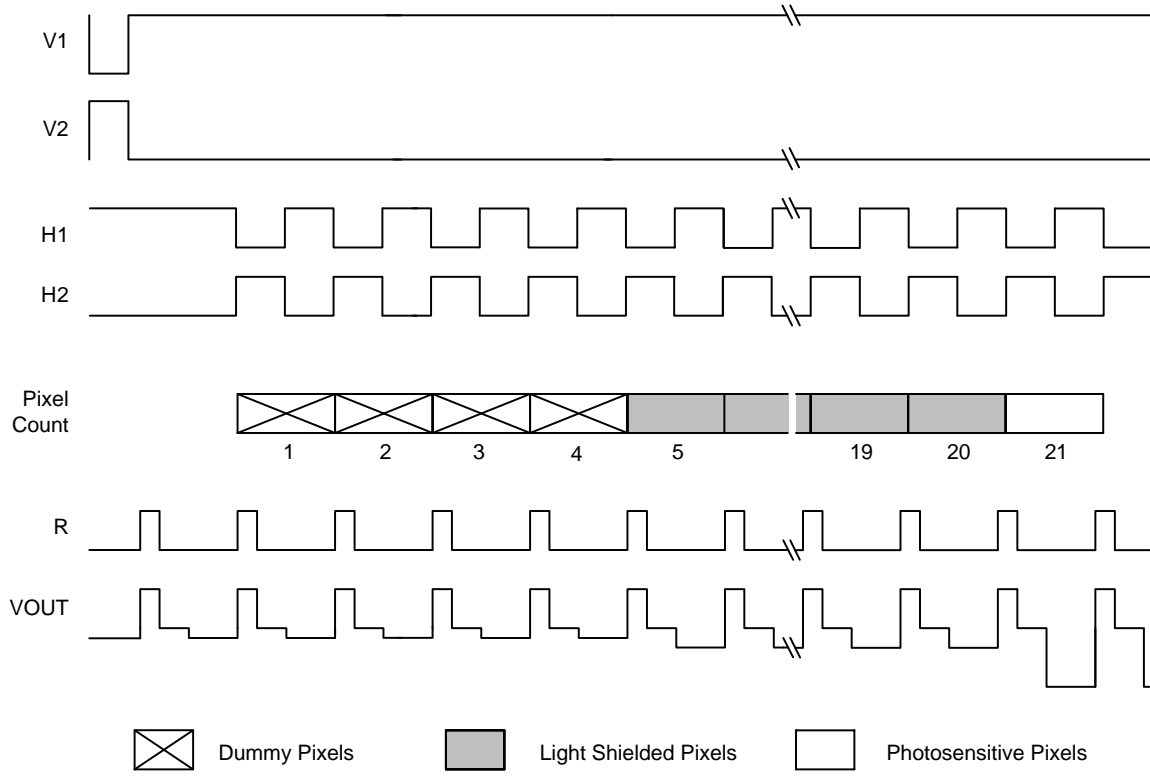 V1
V2
H1
H2
Pixel
Count
1 2 3 4 5 19 20 21
R
VOUT
Dummy Pixels Light Shielded Pixels Photosensitive Pixels